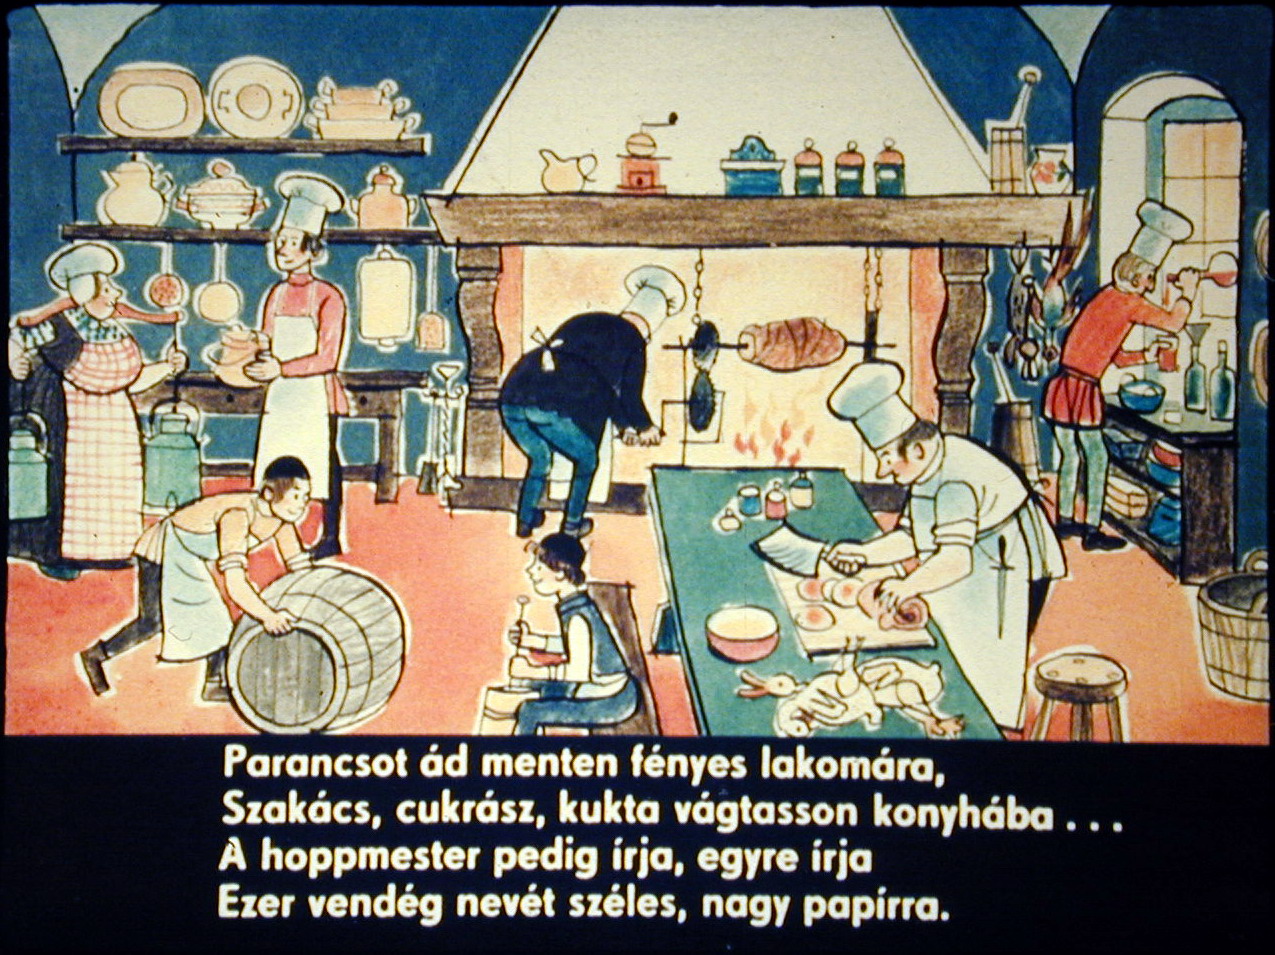 Parancsot ád menten fényes lakomára,
Szakács, cukrász, kukta vágtasson konyhába . . .
A hoppmester pedig írja, egyre írja
Ezer vendég nevét széles, nagy papírra.